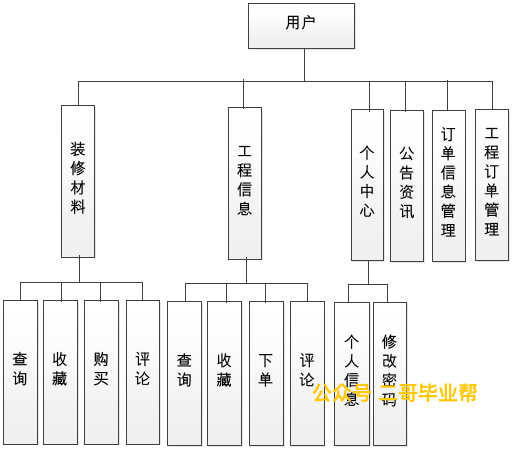 用户
装修材料
工程信息
个人中心
公告资讯
订单信息管理
工程订单管理
查询
收藏
购买
评论
查询
收藏
下单
评论
个人信息
修改密码
公众号 二哥毕业帮